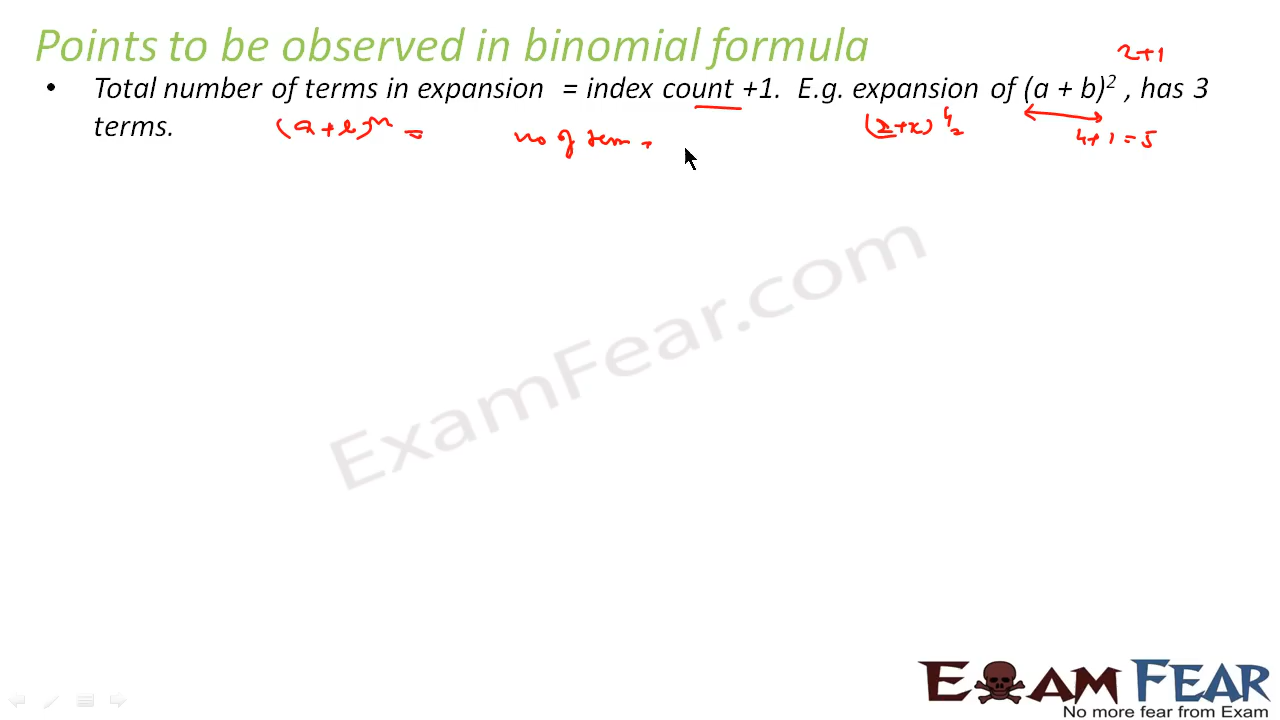 Points to be observed in binomial formula
2+1
• Total number of terms in expansion = index count +1. E.g. expansion of (a + b)² , has 3
terms.
(a+b)ⁿ =
no of term =
4+1=5
ExamFear.com
EXAM FEAR
No more fear from Exam